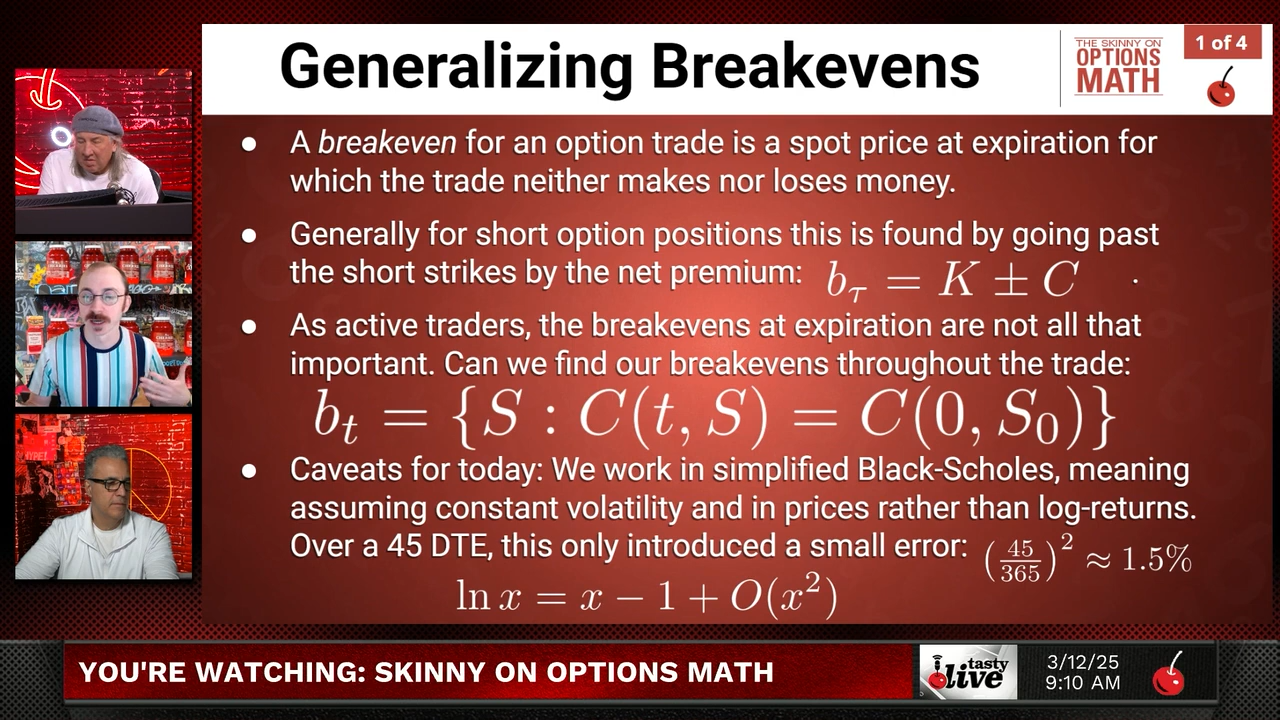 Generalizing Breakevens
THE SKINNY ON
OPTIONS
MATH
1 of 4
● A breakeven for an option trade is a spot price at expiration for
which the trade neither makes nor loses money.
● Generally for short option positions this is found by going past
the short strikes by the net premium: b_τ = K ± C .
● As active traders, the breakevens at expiration are not all that
important. Can we find our breakevens throughout the trade:
b_t = {S : C(t, S) = C(0, S_0)}
● Caveats for today: We work in simplified Black-Scholes, meaning
assuming constant volatility and in prices rather than log-returns.
Over a 45 DTE, this only introduced a small error: (45/365)^2 ≈ 1.5%
ln x = x − 1 + O(x^2)
YOU'RE WATCHING: SKINNY ON OPTIONS MATH
tasty
live
3/12/25
9:10 AM